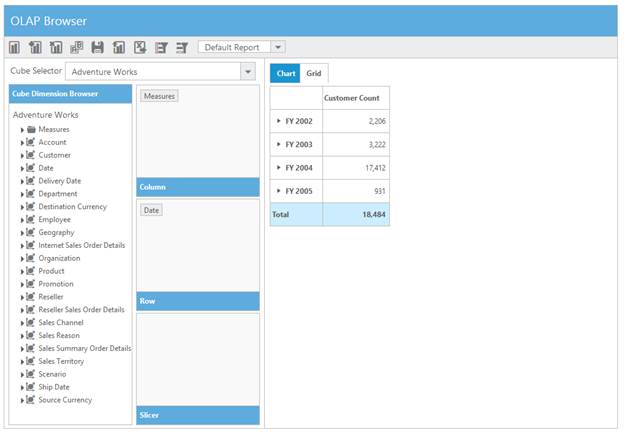 OLAP Browser
Default Report
Cube Selector Adventure Works
Cube Dimension Browser
Adventure Works
Measures
Account
Customer
Date
Delivery Date
Department
Destination Currency
Employee
Geography
Internet Sales Order Details
Organization
Product
Promotion
Reseller
Reseller Sales Order Details
Sales Channel
Sales Reason
Sales Summary Order Details
Sales Territory
Scenario
Ship Date
Source Currency
Measures
Column
Date
Row
Slicer
Chart Grid
Customer Count
FY 2002 2,206
FY 2003 3,222
FY 2004 17,412
FY 2005 931
Total 18,484